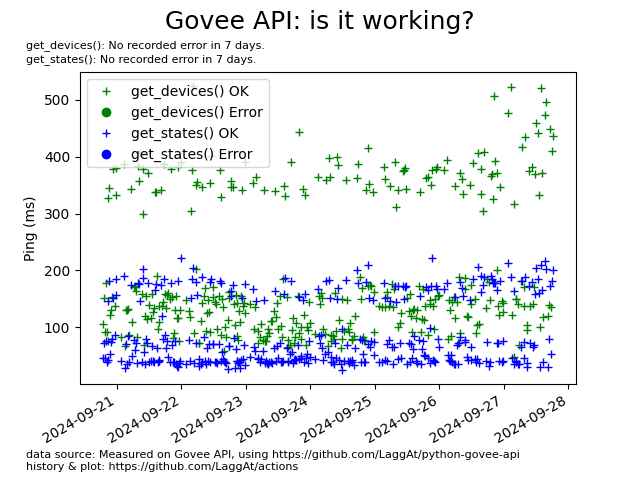 Govee API: is it working?
get_devices(): No recorded error in 7 days.
get_states(): No recorded error in 7 days.
get_devices() OK
get_devices() Error
get_states() OK
get_states() Error
Ping (ms)
500
400
300
200
100
2024-09-21
2024-09-22
2024-09-23
2024-09-24
2024-09-25
2024-09-26
2024-09-27
2024-09-28
data source: Measured on Govee API, using https://github.com/LaggAt/python-govee-api
history & plot: https://github.com/LaggAt/actions